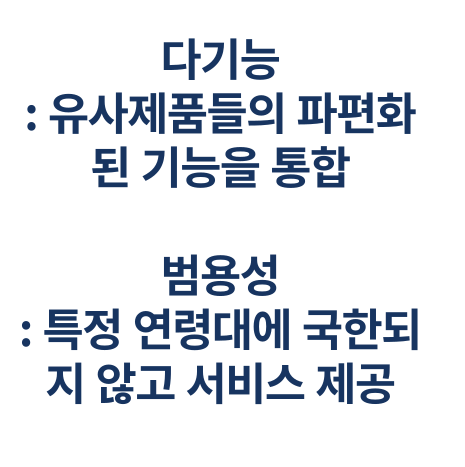 다기능
: 유사제품들의 파편화
된 기능을 통합
범용성
: 특정 연령대에 국한되
지 않고 서비스 제공